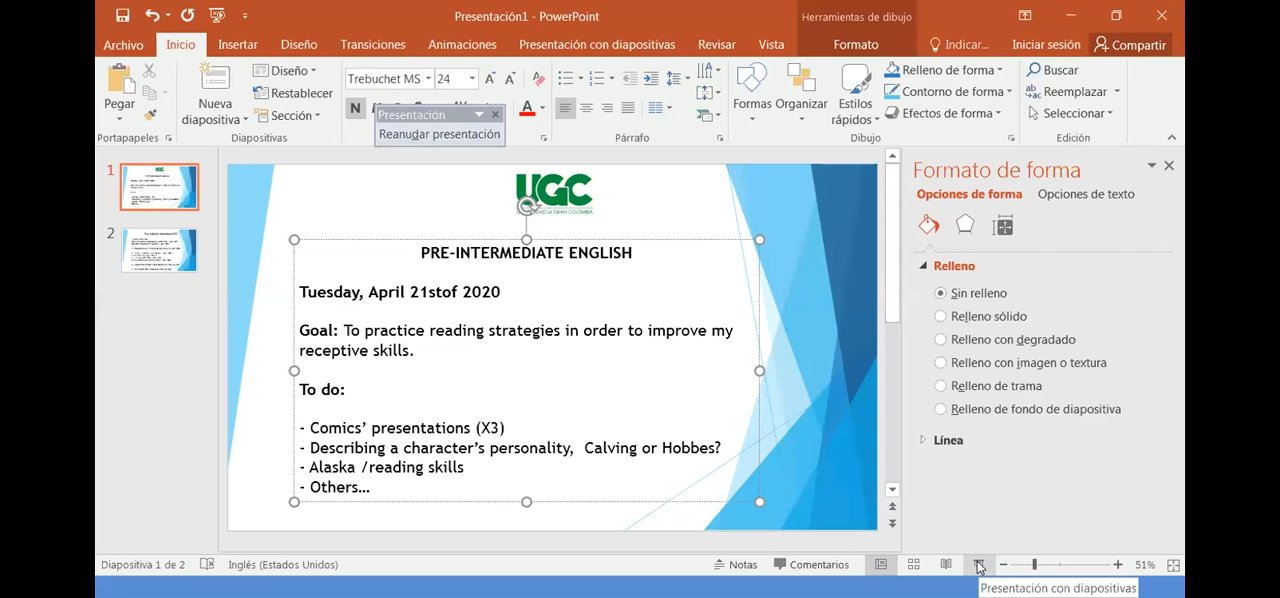 Presentación1 - PowerPoint
Herramientas de dibujo
Archivo Inicio Insertar Diseño Transiciones Animaciones Presentación con diapositivas Revisar Vista Formato Indicar... Iniciar sesión Compartir
Pegar
Nueva diapositiva
Diseño
Restablecer
Sección
Trebuchet MS 24
N
Presentación
Reanudar presentación
A
Formas Organizar Estilos rápidos
Relleno de forma
Contorno de forma
Efectos de forma
Buscar
Reemplazar
Seleccionar
Portapapeles Diapositivas Párrafo Dibujo Edición
1
2
UGC
PRE-INTERMEDIATE ENGLISH
Tuesday, April 21stof 2020
Goal: To practice reading strategies in order to improve my
receptive skills.
To do:
- Comics’ presentations (X3)
- Describing a character’s personality, Calving or Hobbes?
- Alaska /reading skills
- Others…
Formato de forma
Opciones de forma Opciones de texto
Relleno
Sin relleno
Relleno sólido
Relleno con degradado
Relleno con imagen o textura
Relleno de trama
Relleno de fondo de diapositiva
Línea
Diapositiva 1 de 2 Inglés (Estados Unidos) Notas Comentarios 51%
Presentación con diapositivas